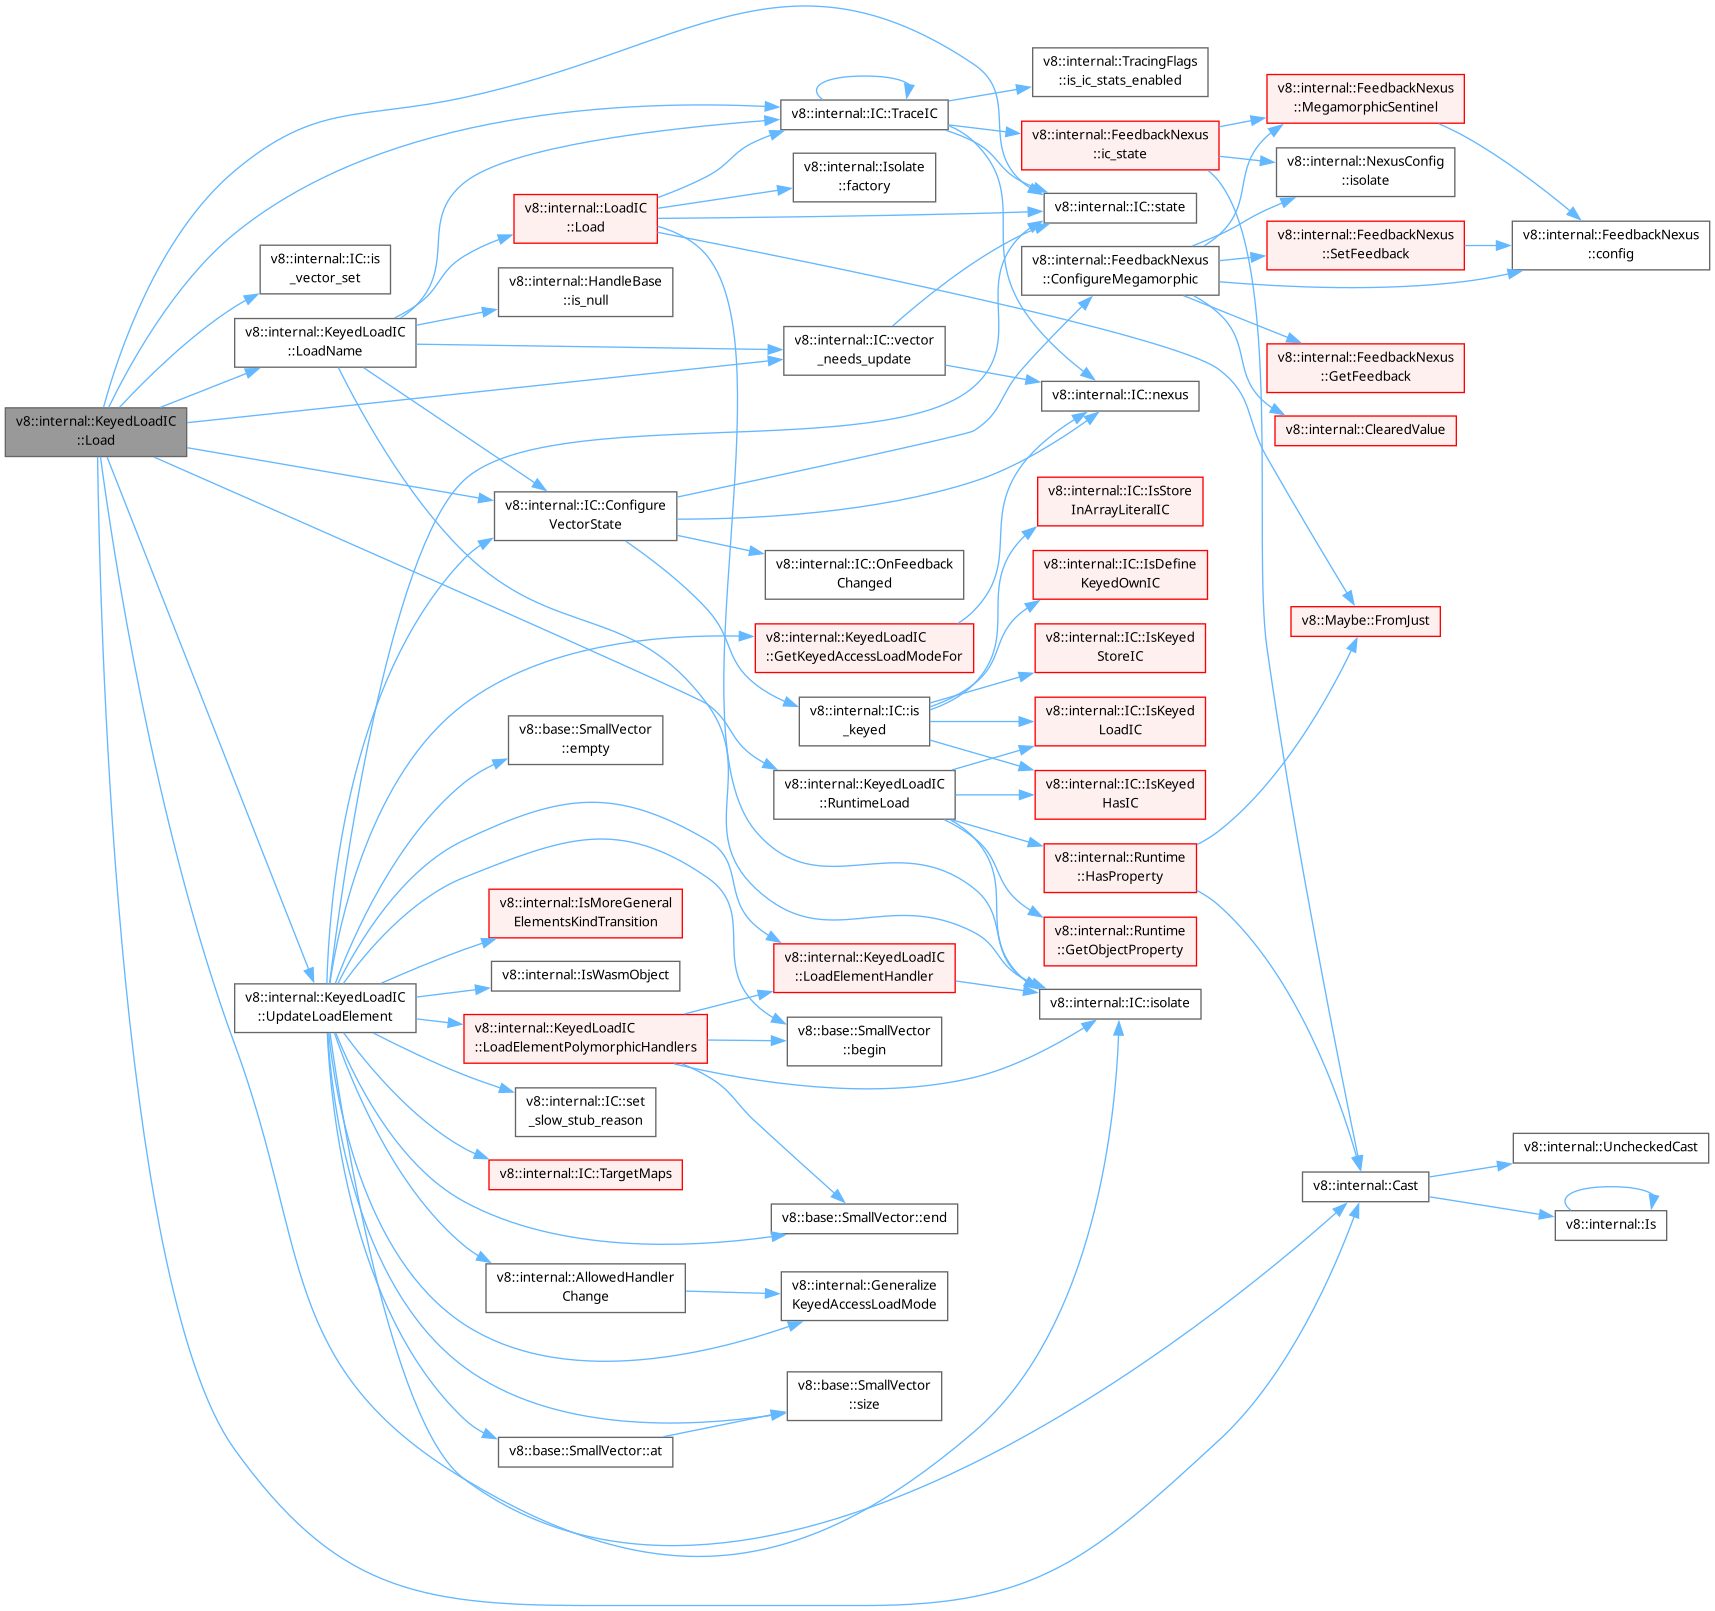 v8::internal::KeyedLoadIC
::Load
v8::internal::IC::is
_vector_set
v8::internal::KeyedLoadIC
::LoadName
v8::internal::KeyedLoadIC
::UpdateLoadElement
v8::internal::LoadIC
::Load
v8::internal::HandleBase
::is_null
v8::internal::IC::Configure
VectorState
v8::base::SmallVector
::empty
v8::internal::IsMoreGeneral
ElementsKindTransition
v8::internal::IsWasmObject
v8::internal::KeyedLoadIC
::LoadElementPolymorphicHandlers
v8::internal::IC::set
_slow_stub_reason
v8::internal::IC::TargetMaps
v8::internal::AllowedHandler
Change
v8::base::SmallVector::at
v8::internal::IC::TraceIC
v8::internal::Isolate
::factory
v8::internal::IC::vector
_needs_update
v8::internal::IC::OnFeedback
Changed
v8::internal::KeyedLoadIC
::GetKeyedAccessLoadModeFor
v8::internal::IC::is
_keyed
v8::internal::KeyedLoadIC
::RuntimeLoad
v8::internal::KeyedLoadIC
::LoadElementHandler
v8::base::SmallVector
::begin
v8::base::SmallVector::end
v8::internal::Generalize
KeyedAccessLoadMode
v8::base::SmallVector
::size
v8::internal::TracingFlags
::is_ic_stats_enabled
v8::internal::FeedbackNexus
::ic_state
v8::internal::IC::state
v8::internal::FeedbackNexus
::ConfigureMegamorphic
v8::internal::IC::nexus
v8::internal::IC::IsStore
InArrayLiteralIC
v8::internal::IC::IsDefine
KeyedOwnIC
v8::internal::IC::IsKeyed
StoreIC
v8::internal::IC::IsKeyed
LoadIC
v8::internal::IC::IsKeyed
HasIC
v8::internal::Runtime
::HasProperty
v8::internal::Runtime
::GetObjectProperty
v8::internal::IC::isolate
v8::internal::FeedbackNexus
::MegamorphicSentinel
v8::internal::NexusConfig
::isolate
v8::internal::FeedbackNexus
::SetFeedback
v8::internal::FeedbackNexus
::GetFeedback
v8::internal::ClearedValue
v8::Maybe::FromJust
v8::internal::Cast
v8::internal::FeedbackNexus
::config
v8::internal::UncheckedCast
v8::internal::Is